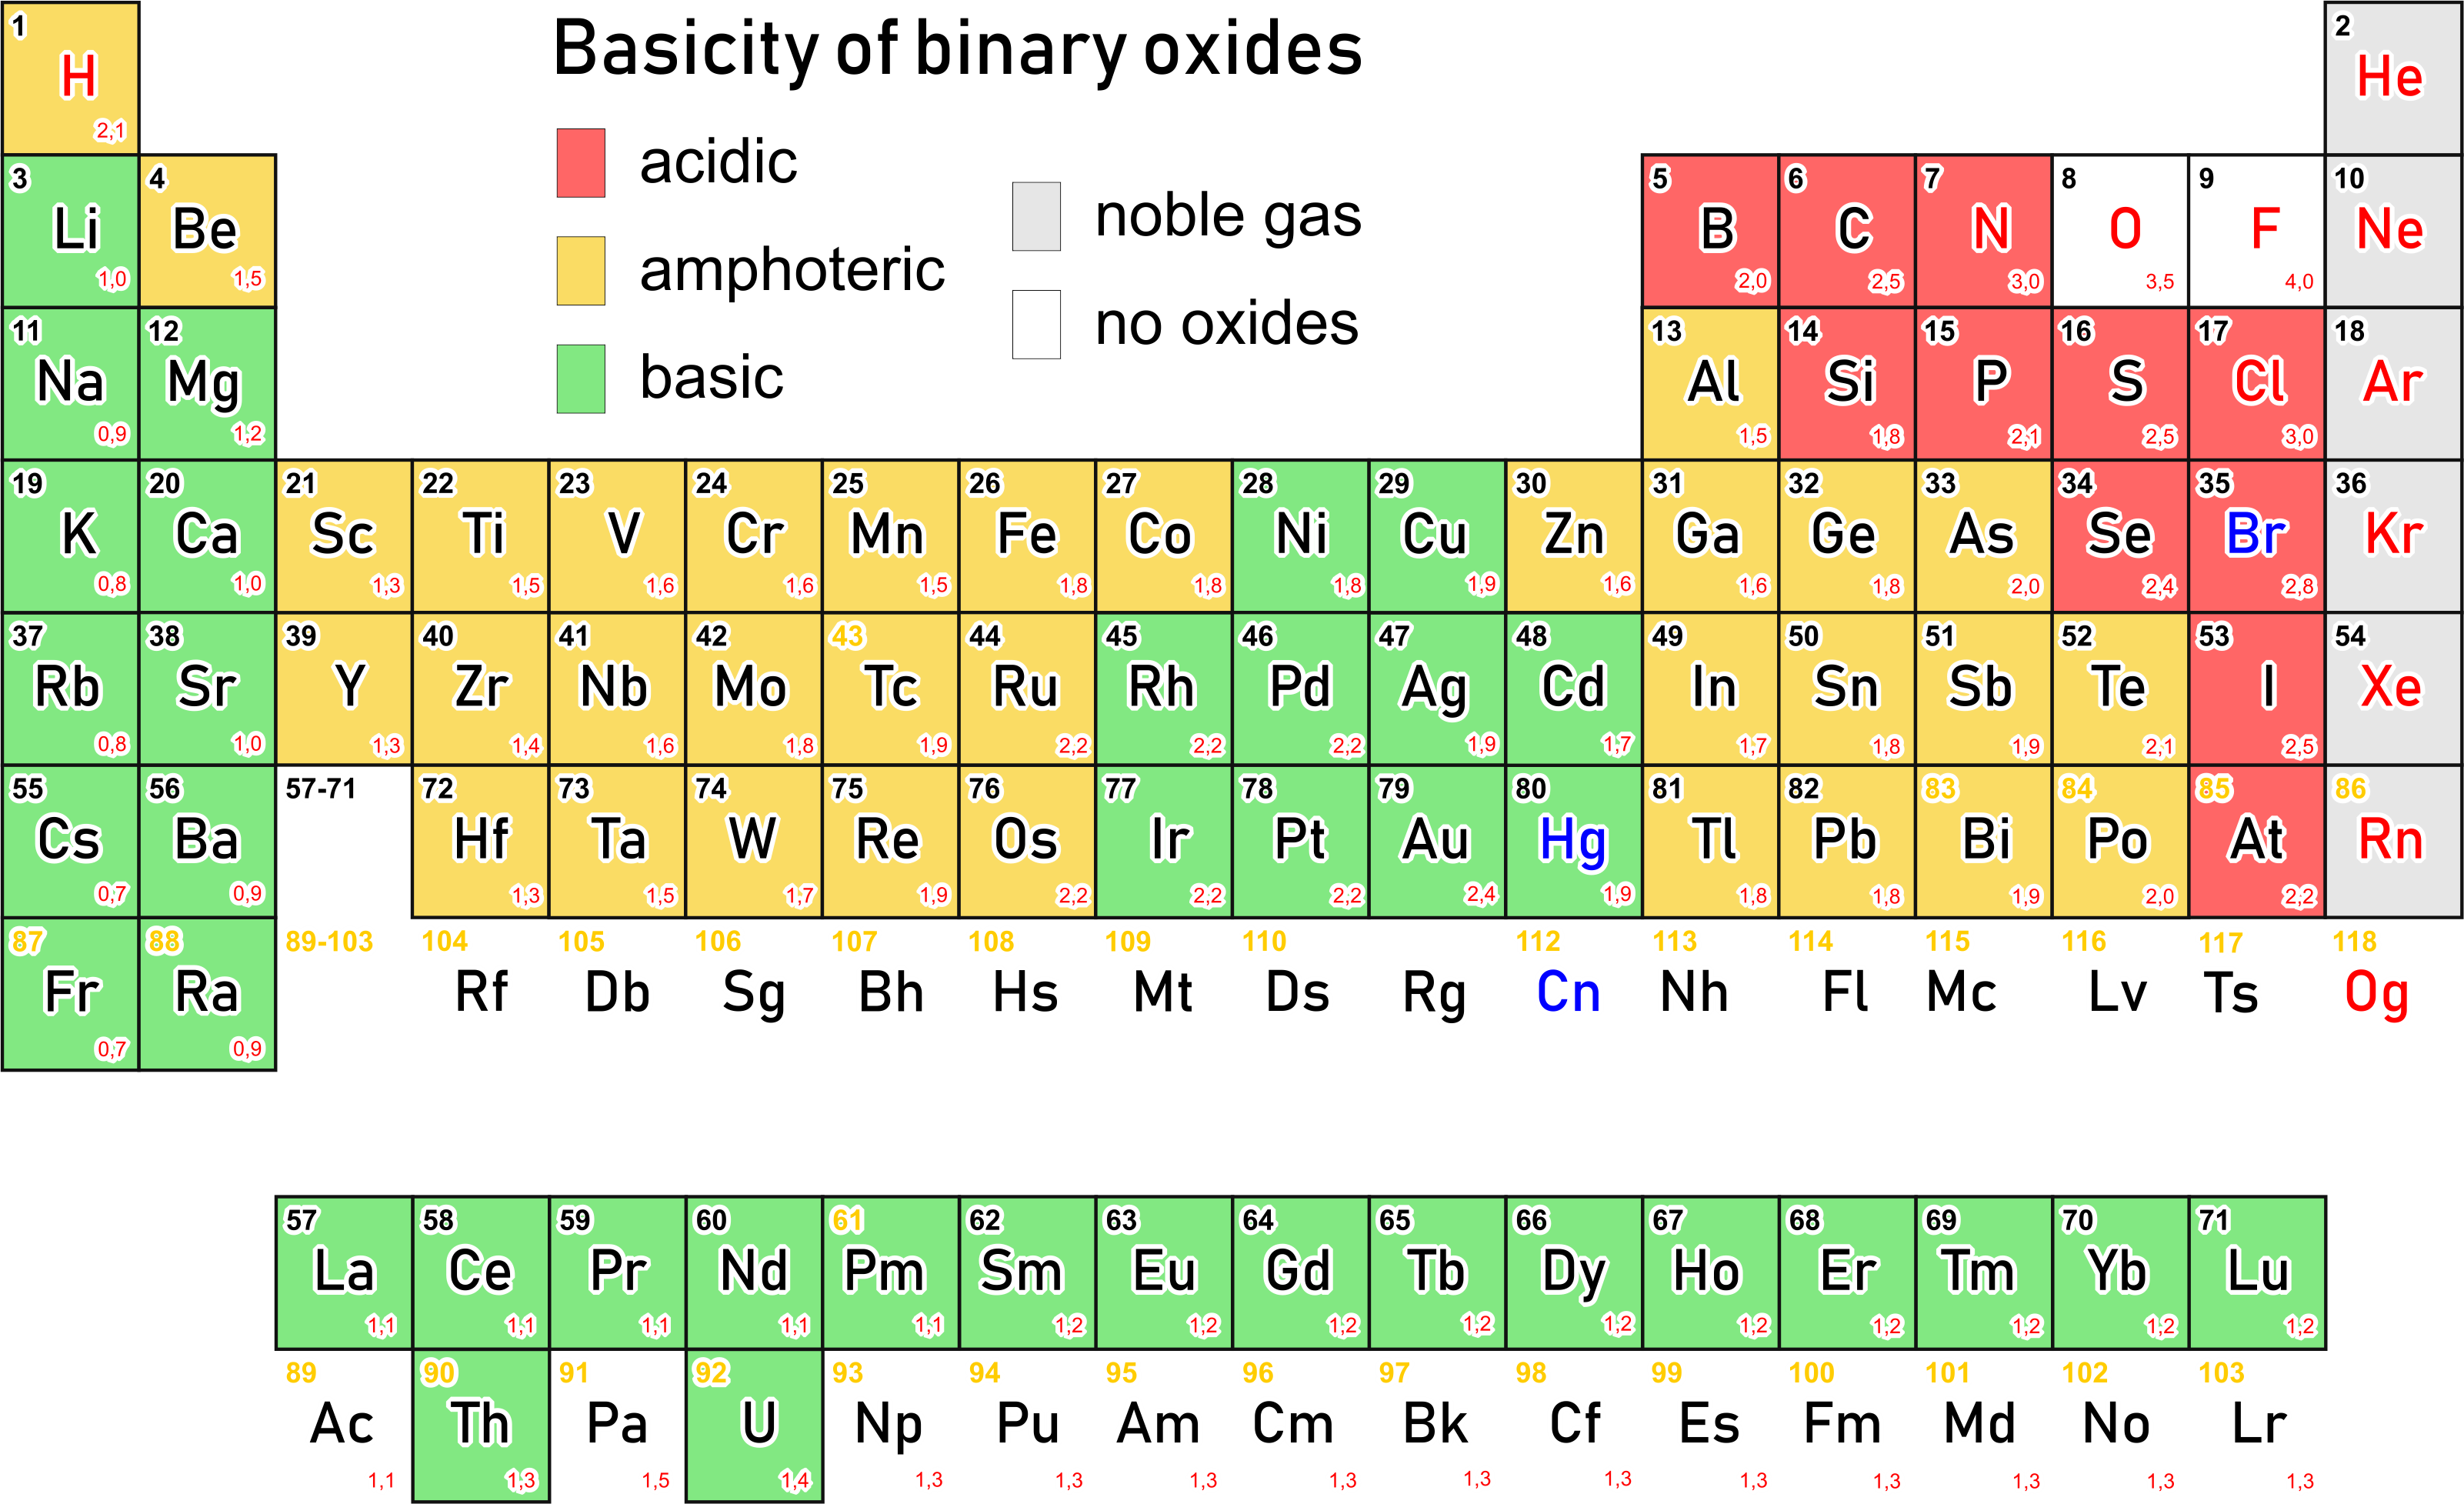 Basicity of binary oxides
acidic
amphoteric
basic
noble gas
no oxides
1 2
H He
2,1
3 4 5 6 7 8 9 10
Li Be B C N O F Ne
1,0 1,5 2,0 2,5 3,0 3,5 4,0
11 12 13 14 15 16 17 18
Na Mg Al Si P S Cl Ar
0,9 1,2 1,5 1,8 2,1 2,5 3,0
19 20 21 22 23 24 25 26 27 28 29 30 31 32 33 34 35 36
K Ca Sc Ti V Cr Mn Fe Co Ni Cu Zn Ga Ge As Se Br Kr
0,8 1,0 1,3 1,5 1,6 1,6 1,5 1,8 1,8 1,8 1,9 1,6 1,6 1,8 2,0 2,4 2,8
37 38 39 40 41 42 43 44 45 46 47 48 49 50 51 52 53 54
Rb Sr Y Zr Nb Mo Tc Ru Rh Pd Ag Cd In Sn Sb Te I Xe
0,8 1,0 1,3 1,4 1,6 1,8 1,9 2,2 2,2 2,2 1,9 1,7 1,7 1,8 1,9 2,1 2,5
55 56 57-71 72 73 74 75 76 77 78 79 80 81 82 83 84 85 86
Cs Ba Hf Ta W Re Os Ir Pt Au Hg Tl Pb Bi Po At Rn
0,7 0,9 1,3 1,5 1,7 1,9 2,2 2,2 2,2 2,4 1,9 1,8 1,8 1,9 2,0 2,2
87 88 89-103 104 105 106 107 108 109 110 112 113 114 115 116 117 118
Fr Ra Rf Db Sg Bh Hs Mt Ds Rg Cn Nh Fl Mc Lv Ts Og
0,7 0,9
57 58 59 60 61 62 63 64 65 66 67 68 69 70 71
La Ce Pr Nd Pm Sm Eu Gd Tb Dy Ho Er Tm Yb Lu
1,1 1,1 1,1 1,1 1,1 1,2 1,2 1,2 1,2 1,2 1,2 1,2 1,2 1,2 1,2
89 90 91 92 93 94 95 96 97 98 99 100 101 102 103
Ac Th Pa U Np Pu Am Cm Bk Cf Es Fm Md No Lr
1,1 1,3 1,5 1,4 1,3 1,3 1,3 1,3 1,3 1,3 1,3 1,3 1,3 1,3 1,3